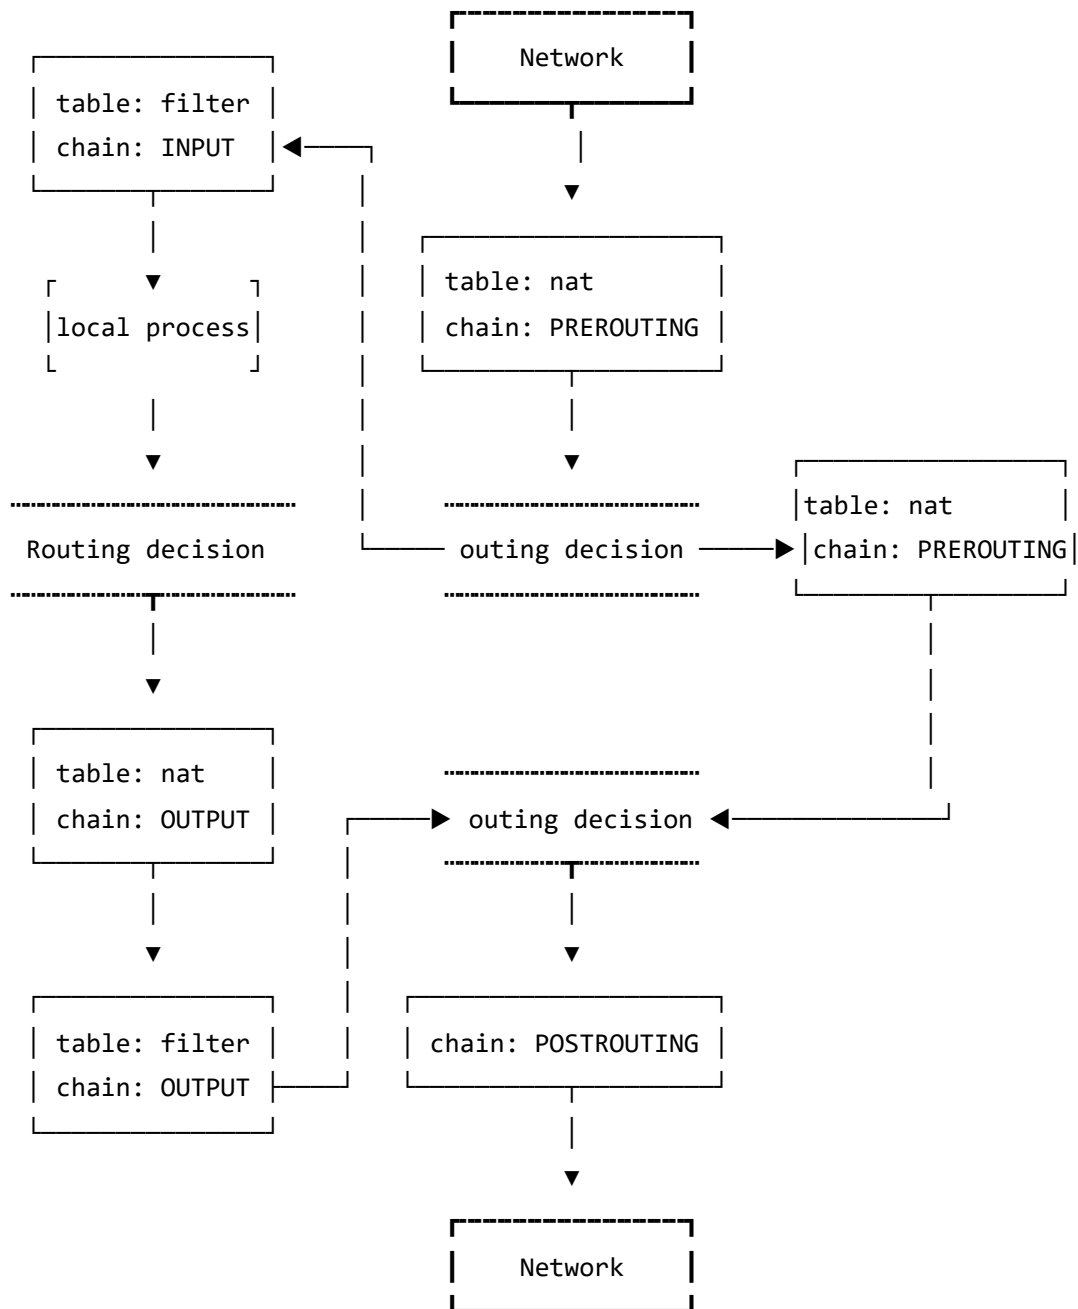 Network
table: filter
chain: INPUT
table: nat
chain: PREROUTING
local process
table: nat
chain: PREROUTING
Routing decision
outing decision
table: nat
chain: OUTPUT
outing decision
table: filter
chain: OUTPUT
chain: POSTROUTING
Network